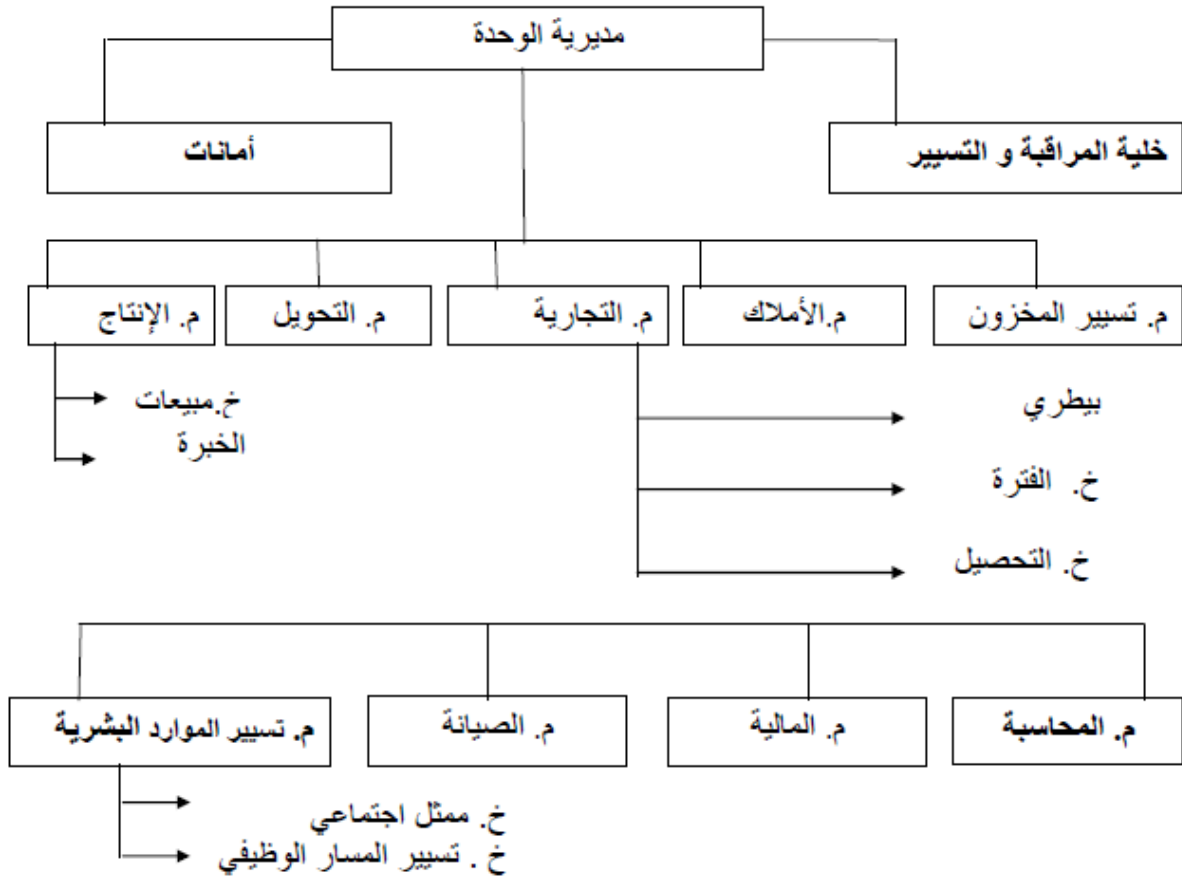 مديرية الوحدة
خلية المراقبة و التسيير
أمانات
م. تسيير المخزون
م.الأملاك
م. التجارية
م. التحويل
م. الإنتاج
بيطري
خ. الفترة
خ. التحصيل
خ.مبيعات
الخبرة
م. المحاسبة
م. المالية
م. الصيانة
م. تسيير الموارد البشرية
خ. ممثل اجتماعي
خ . تسيير المسار الوظيفي